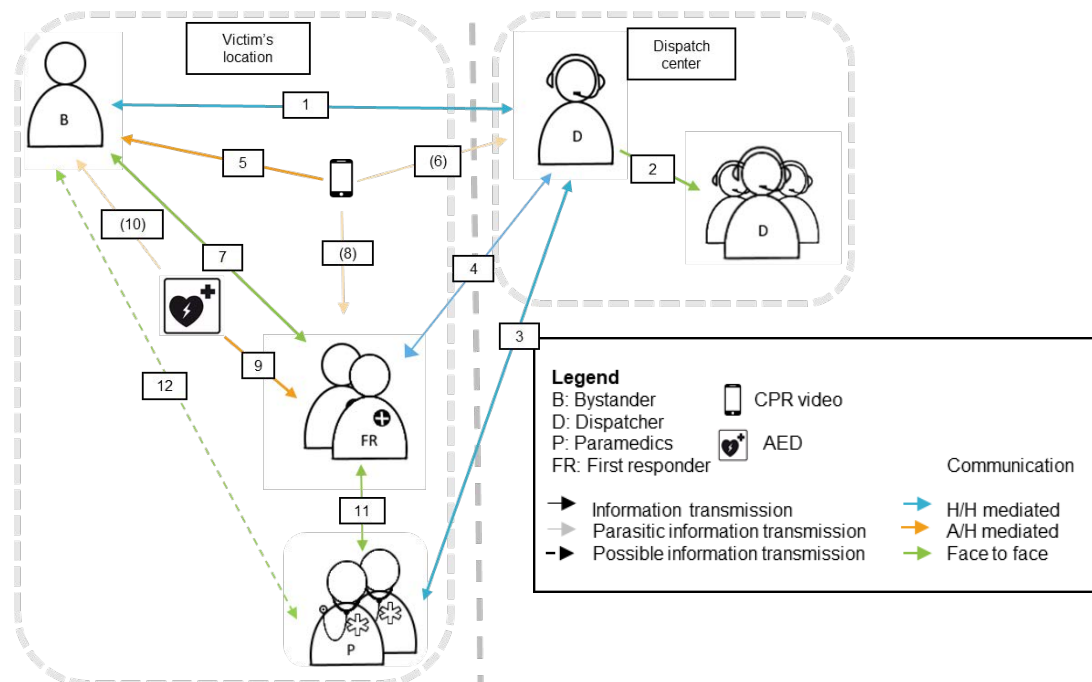 Victim's
location
Dispatch
center
B
1
D
5
(6)
2
D
(10)
7
(8)
4
9
3
12
FR
11
P
Legend
B: Bystander
D: Dispatcher
P: Paramedics
FR: First responder
CPR video
AED
Communication
Information transmission
Parasitic information transmission
Possible information transmission
H/H mediated
A/H mediated
Face to face